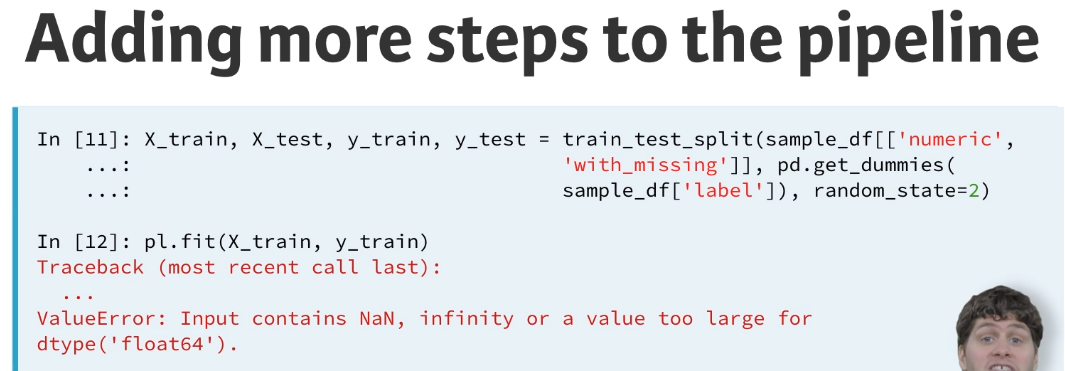 Adding more steps to the pipeline
In [11]: X_train, X_test, y_train, y_test = train_test_split(sample_df[['numeric',
...: 'with_missing']], pd.get_dummies(
...: sample_df['label']), random_state=2)
In [12]: pl.fit(X_train, y_train)
Traceback (most recent call last):
...
ValueError: Input contains NaN, infinity or a value too large for
dtype('float64').